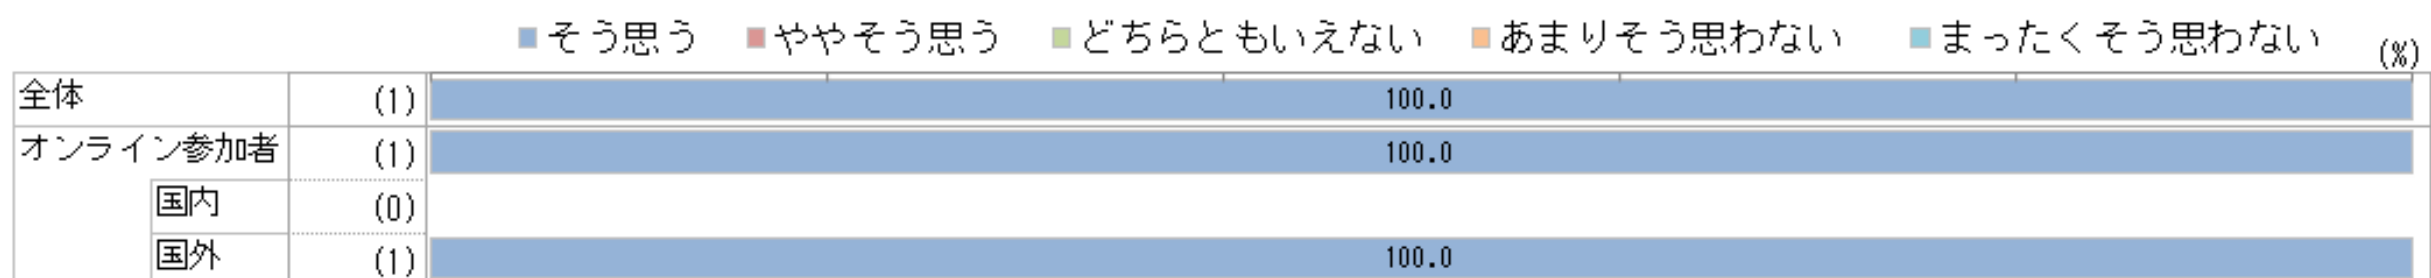 そう思う ややそう思う どちらともいえない あまりそう思わない まったくそう思わない (%)
全体 (1) 100.0
オンライン参加者 (1) 100.0
国内 (0)
国外 (1) 100.0